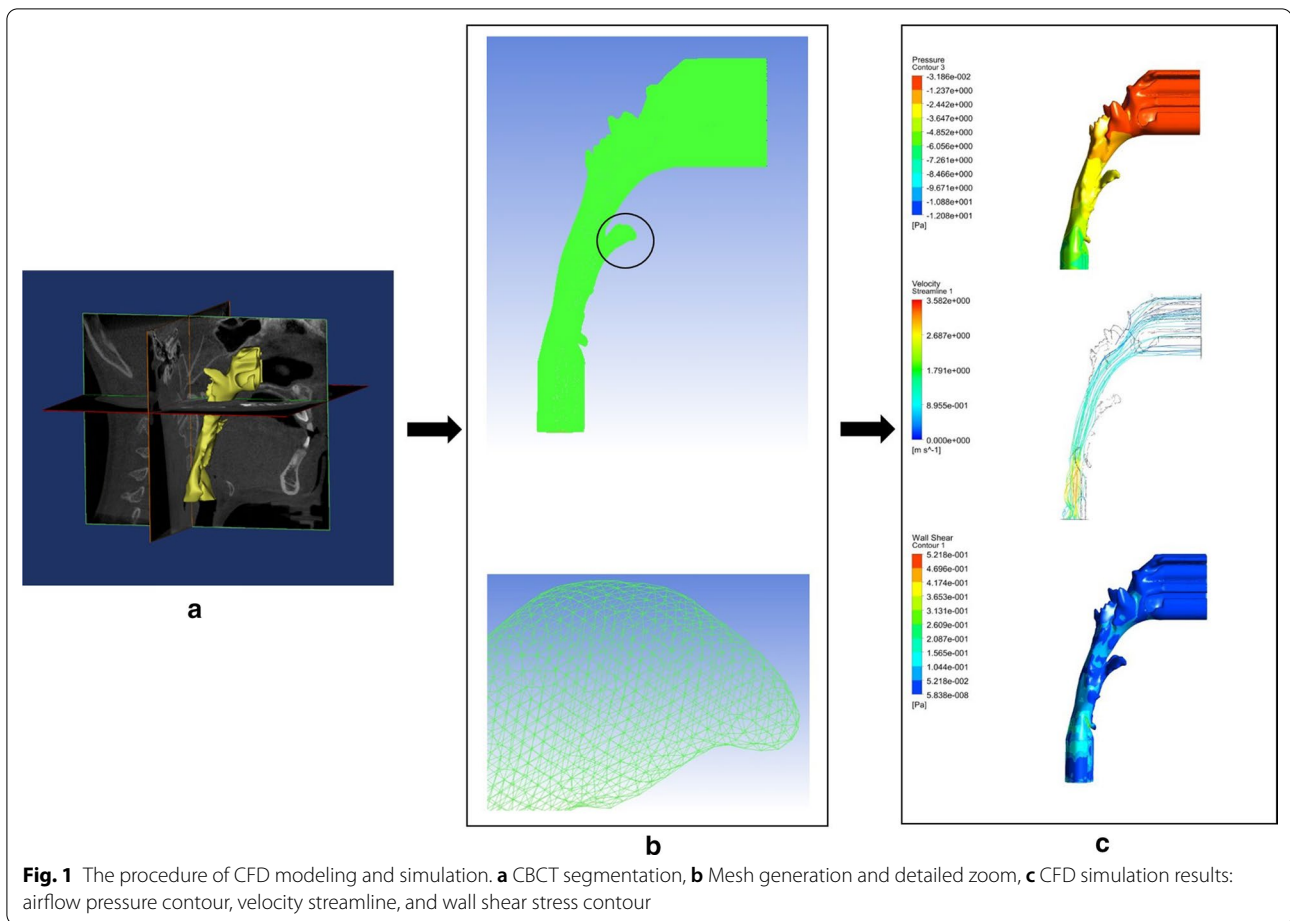 Pressure
Contour 3
-3.186e-002
-1.237e+000
-2.442e+000
-3.647e+000
-4.852e+000
-6.056e+000
-7.261e+000
-8.466e+000
-9.671e+000
-1.088e+001
-1.208e+001
[Pa]
Velocity
Streamline 1
3.582e+000
2.687e+000
1.791e+000
8.955e-001
0.000e+000
[m s^-1]
Wall Shear
Contour 1
5.218e-001
4.696e-001
4.174e-001
3.653e-001
3.131e-001
2.609e-001
2.087e-001
1.565e-001
1.044e-001
5.218e-002
5.838e-008
[Pa]
a
b
c
Fig. 1 The procedure of CFD modeling and simulation. a CBCT segmentation, b Mesh generation and detailed zoom, c CFD simulation results:
airflow pressure contour, velocity streamline, and wall shear stress contour